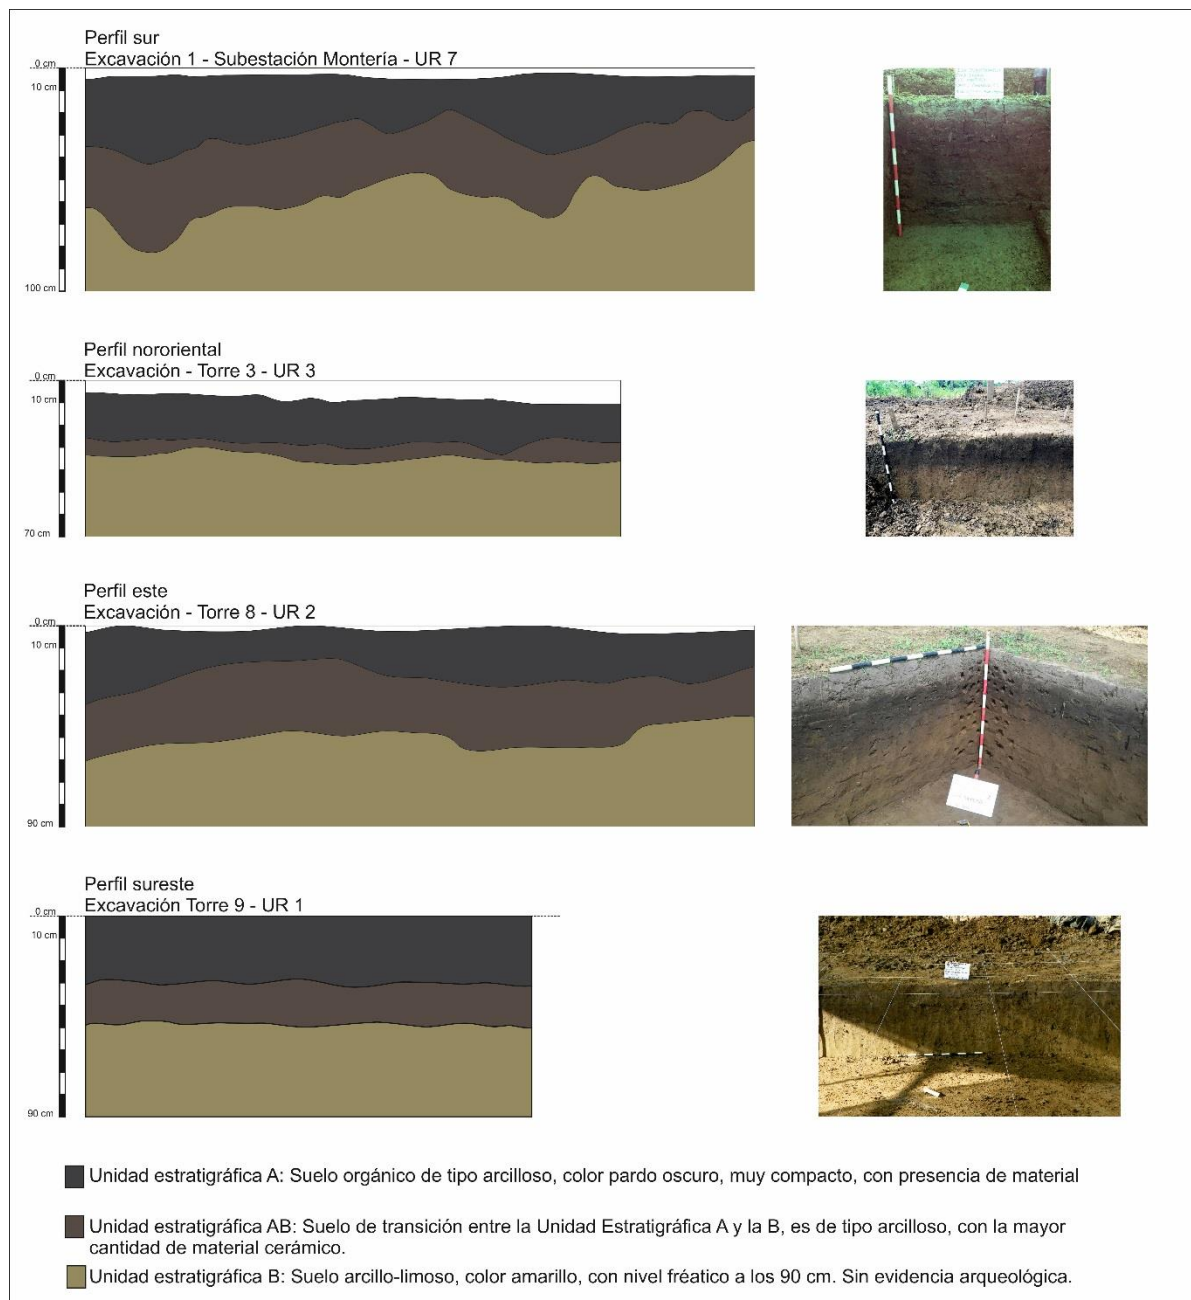 Perfil sur
Excavación 1 - Subestación Montería - UR 7
0 cm
10 cm
100 cm
Perfil nororiental
Excavación - Torre 3 - UR 3
0 cm
10 cm
70 cm
Perfil este
Excavación - Torre 8 - UR 2
0 cm
10 cm
90 cm
Perfil sureste
Excavación Torre 9 - UR 1
0 cm
10 cm
90 cm
Unidad estratigráfica A: Suelo orgánico de tipo arcilloso, color pardo oscuro, muy compacto, con presencia de material
Unidad estratigráfica AB: Suelo de transición entre la Unidad Estratigráfica A y la B, es de tipo arcilloso, con la mayor
cantidad de material cerámico.
Unidad estratigráfica B: Suelo arcillo-limoso, color amarillo, con nivel fréatico a los 90 cm. Sin evidencia arqueológica.